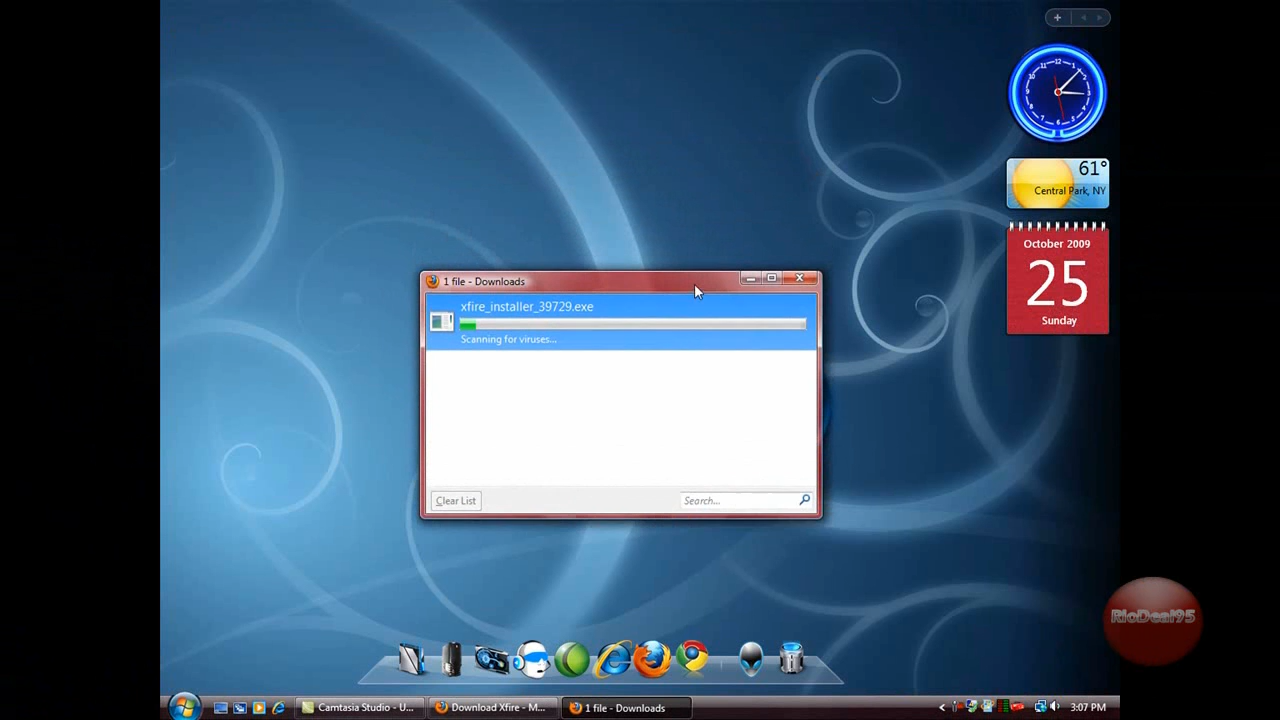 61°
Central Park, NY
October 2009
25
Sunday
1 file - Downloads
xfire_installer_39729.exe
Scanning for viruses...
Clear List
Search...
RioDeal95
Camtasia Studio - U...
Download Xfire - M...
1 file - Downloads
3:07 PM